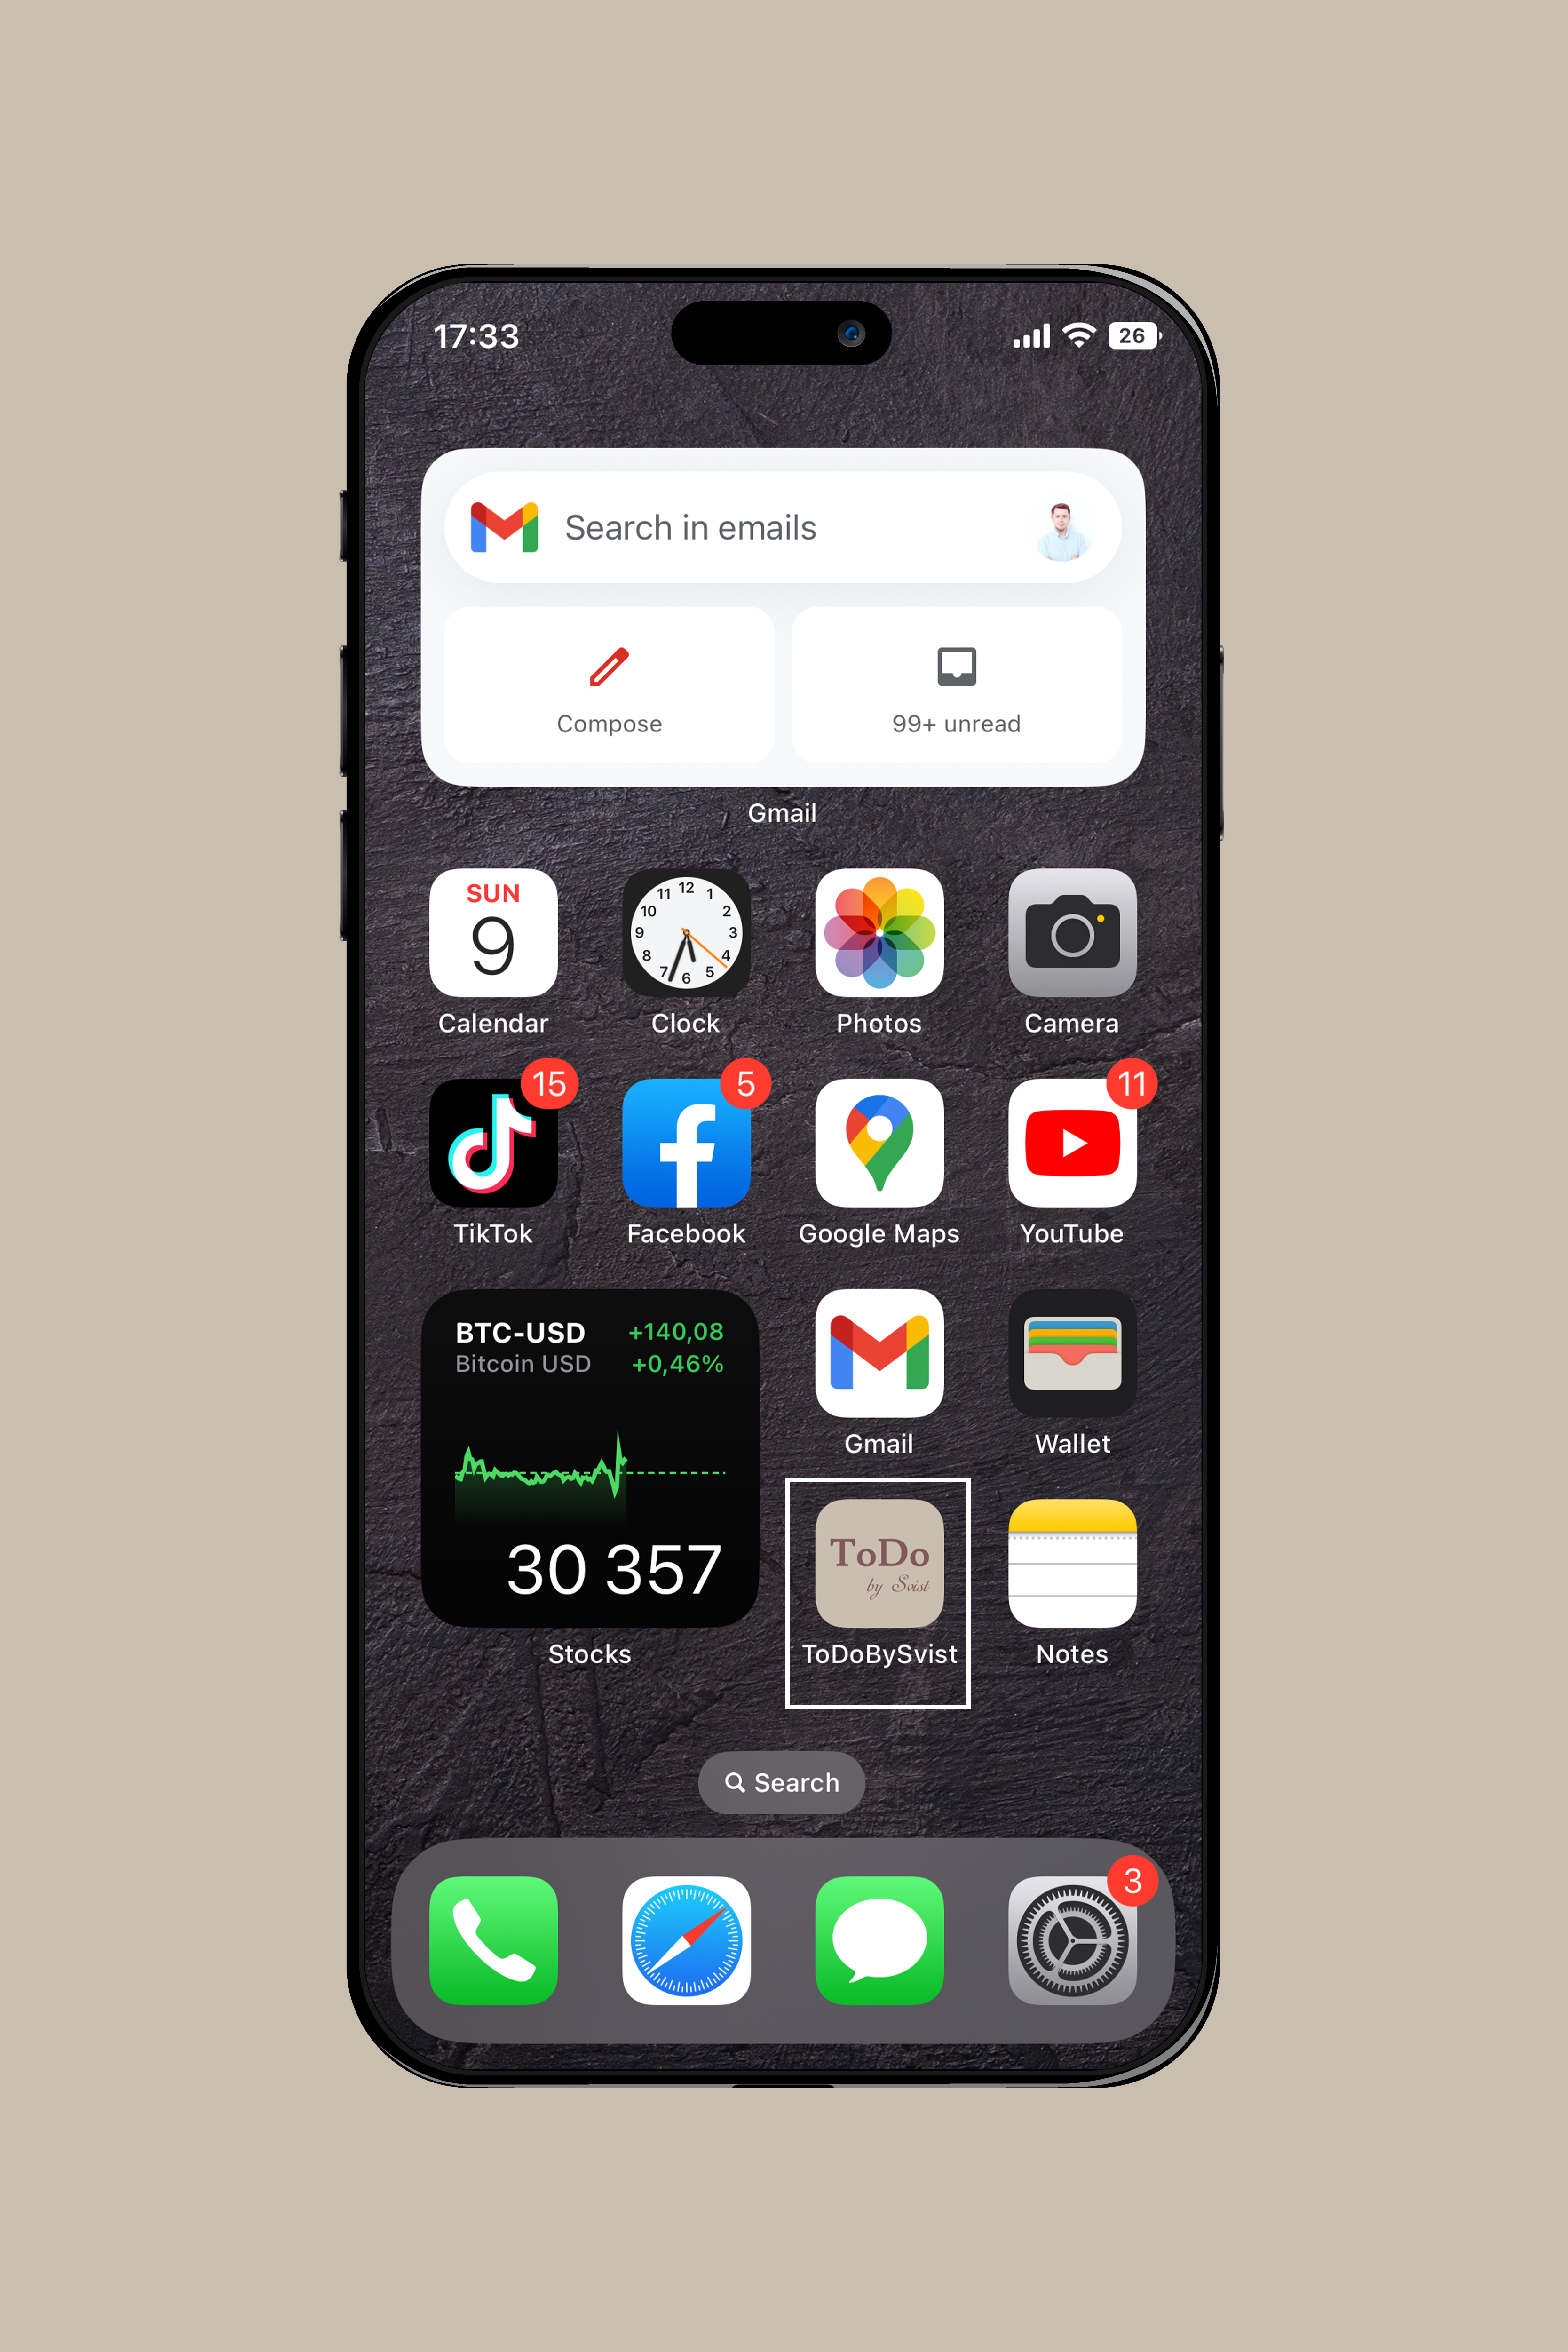 17:33
26
Search in emails
Compose
99+ unread
Gmail
SUN
9
12
11 1
10 2
9 3
8 4
7 5
6
Calendar
Clock
Photos
Camera
15
5
11
TikTok
Facebook
Google Maps
YouTube
BTC-USD +140,08
Bitcoin USD +0,46%
30 357
Stocks
Gmail
Wallet
ToDo
by Svist
ToDoBySvist
Notes
Search
3